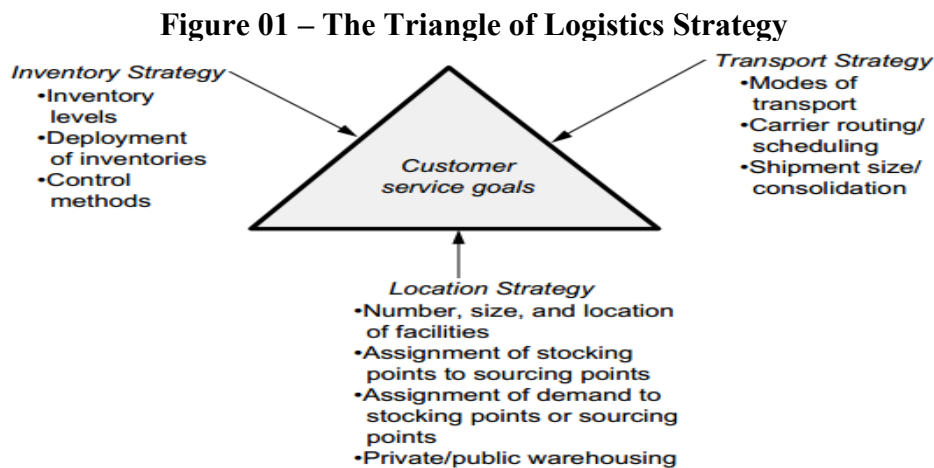 Figure 01 – The Triangle of Logistics Strategy
Inventory Strategy
•Inventory
levels
•Deployment
of inventories
•Control
methods
Transport Strategy
•Modes of
transport
•Carrier routing/
scheduling
•Shipment size/
consolidation
Customer
service goals
Location Strategy
•Number, size, and location
of facilities
•Assignment of stocking
points to sourcing points
•Assignment of demand to
stocking points or sourcing
points
•Private/public warehousing